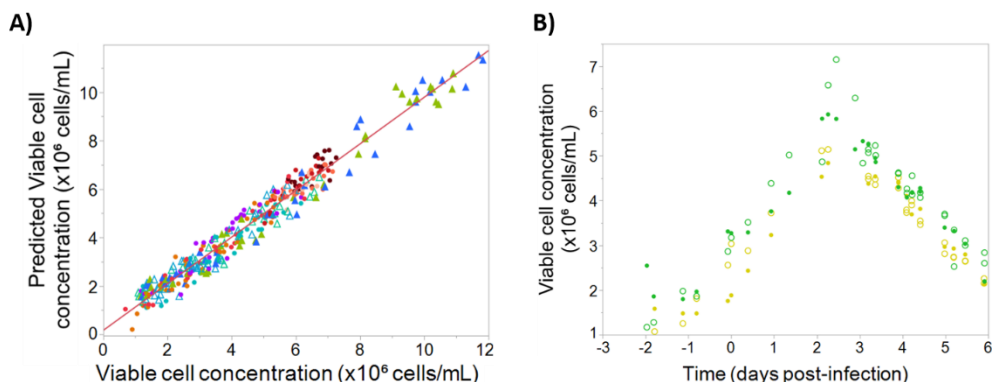 A)
Predicted Viable cell
concentration (x10⁶ cells/mL)
10
8
6
4
2
0
0 2 4 6 8 10 12
Viable cell concentration (x10⁶ cells/mL)
B)
Viable cell concentration
(x10⁶ cells/mL)
7
6
5
4
3
2
1
-3 -2 -1 0 1 2 3 4 5 6
Time (days post-infection)